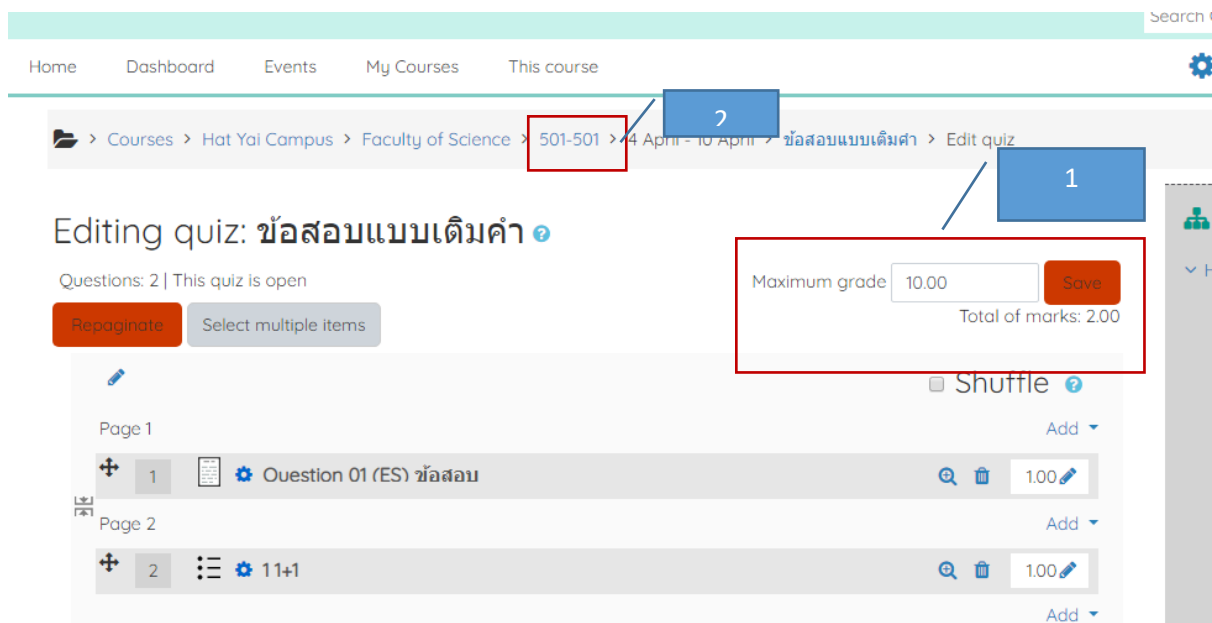 Search
Home Dashboard Events My Courses This course
2
> Courses > Hat Yai Campus > Faculty of Science > 501-501 > 4 April - 10 April > ข้อสอบแบบเติมคำ > Edit quiz
1
Editing quiz: ข้อสอบแบบเติมคำ
Questions: 2 | This quiz is open
Maximum grade 10.00 Save
Repaginate Select multiple items
Total of marks: 2.00
Shuffle
Page 1 Add
1 Question 01 (ES) ข้อสอบ 1.00
Page 2 Add
2 1 1+1 1.00
Add